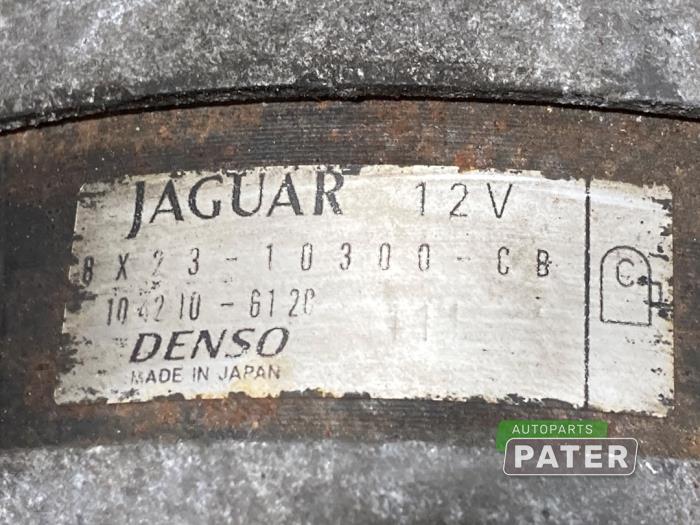 JAGUAR 12V
8X23-10300-CB
104210-6120
DENSO
MADE IN JAPAN
C
AUTOPARTS
PATER